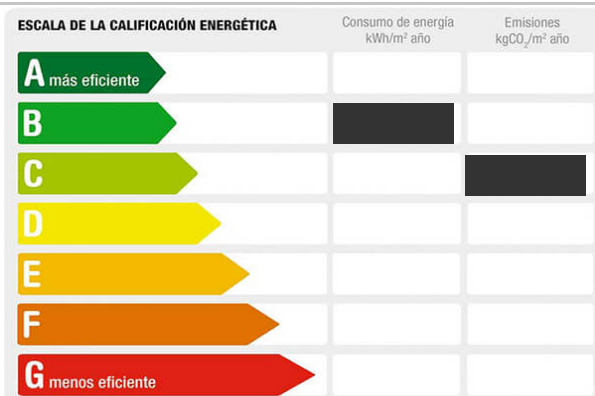 ESCALA DE LA CALIFICACIÓN ENERGÉTICA
Consumo de energía
kWh/m² año
Emisiones
kgCO₂/m² año
A más eficiente
B
C
D
E
F
G menos eficiente